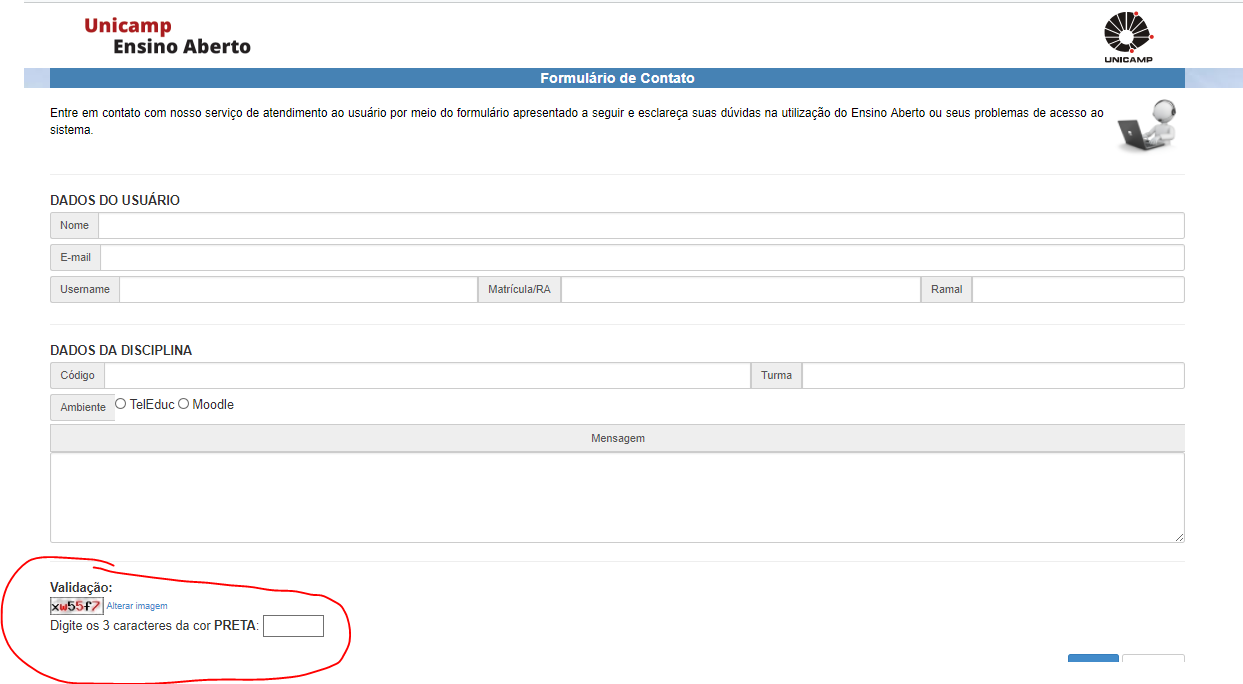 Unicamp
Ensino Aberto
UNICAMP
Formulário de Contato
Entre em contato com nosso serviço de atendimento ao usuário por meio do formulário apresentado a seguir e esclareça suas dúvidas na utilização do Ensino Aberto ou seus problemas de acesso ao
sistema.
DADOS DO USUÁRIO
Nome
E-mail
Username Matrícula/RA Ramal
DADOS DA DISCIPLINA
Código Turma
Ambiente TelEduc Moodle
Mensagem
Validação:
xw55f7 Alterar imagem
Digite os 3 caracteres da cor PRETA: